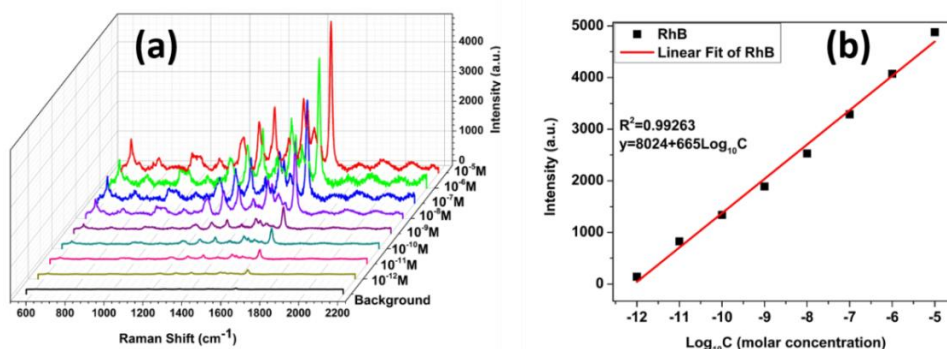 (a)
4000
3000
2000
1000
0
Intensity (a.u.)
10⁻⁵M
10⁻⁶M
10⁻⁷M
10⁻⁸M
10⁻⁹M
10⁻¹⁰M
10⁻¹¹M
10⁻¹²M
Background
600 800 1000 1200 1400 1600 1800 2000 2200
Raman Shift (cm⁻¹)
(b)
RhB
Linear Fit of RhB
R²=0.99263
y=8024+665Log₁₀C
5000
4000
3000
2000
1000
0
Intensity (a.u.)
-12 -11 -10 -9 -8 -7 -6 -5
Log₁₀C (molar concentration)